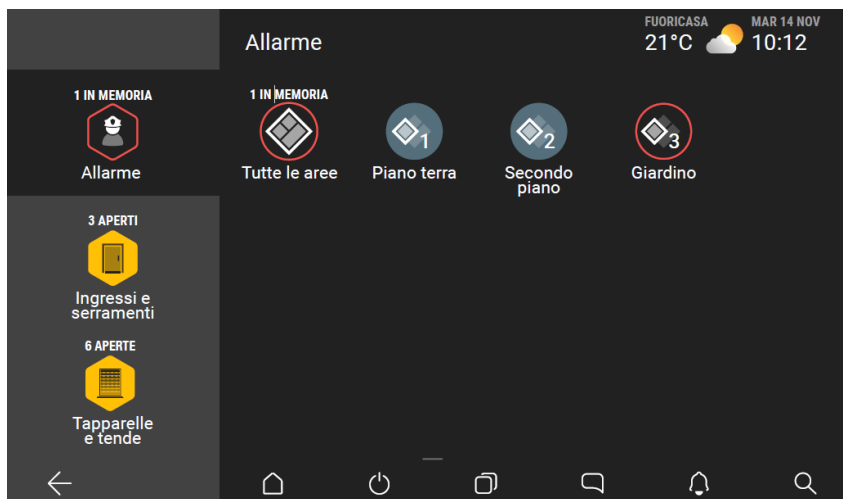 Allarme
FUORICASA
21°C
MAR 14 NOV
10:12
1 IN MEMORIA
Allarme
3 APERTI
Ingressi e
serramenti
6 APERTE
Tapparelle
e tende
1 IN MEMORIA
Tutte le aree
1
Piano terra
2
Secondo
piano
3
Giardino